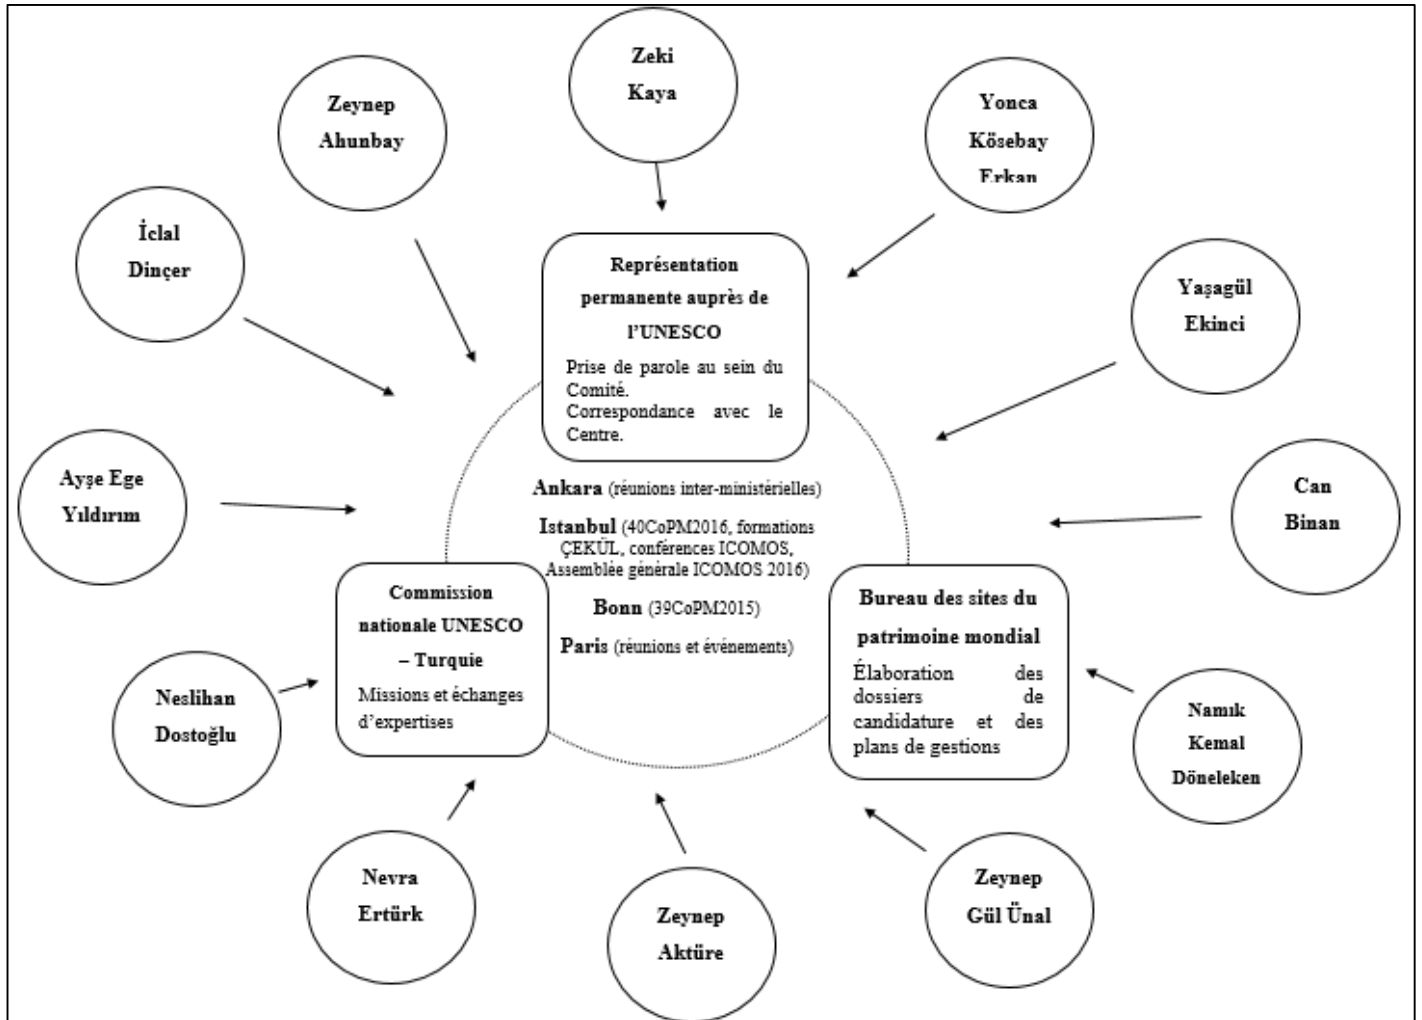 Zeki
Kaya
Zeynep
Ahunbay
Yonca
Kösebay
Erkan
İclal
Dinçer
Yaşagül
Ekinci
Représentation
permanente auprès de
l’UNESCO
Prise de parole au sein du
Comité.
Correspondance avec le
Centre.
Ayşe Ege
Yıldırım
Can
Binan
Ankara (réunions inter-ministérielles)
Istanbul (40CoPM2016, formations
ÇEKÜL, conférences ICOMOS,
Assemblée générale ICOMOS 2016)
Bonn (39CoPM2015)
Paris (réunions et événements)
Commission
nationale UNESCO
– Turquie
Missions et échanges
d’expertises
Bureau des sites du
patrimoine mondial
Élaboration des
dossiers de
candidature et des
plans de gestions
Neslihan
Dostoğlu
Namık
Kemal
Döneleken
Nevra
Ertürk
Zeynep
Aktüre
Zeynep
Gül Ünal